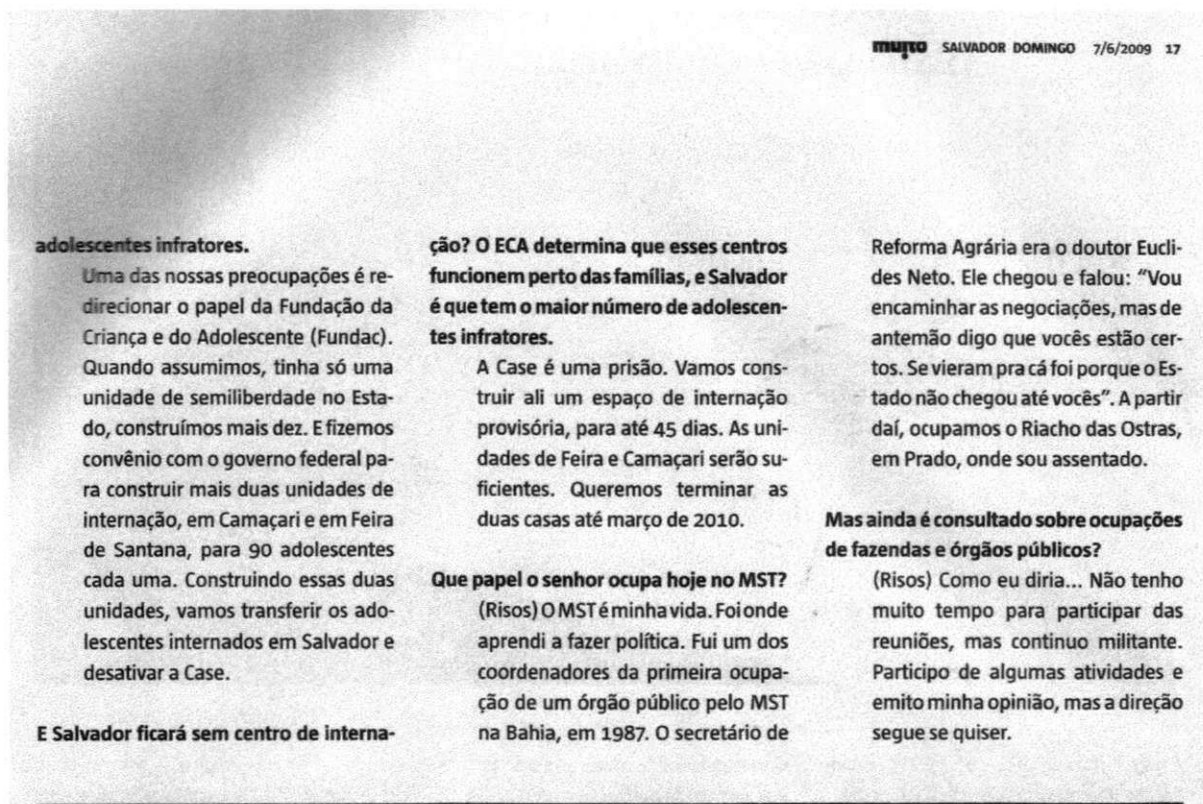 muito SALVADOR DOMINGO 7/6/2009 17
adolescentes infratores.
Uma das nossas preocupações é re-
direcionar o papel da Fundação da
Criança e do Adolescente (Fundac).
Quando assumimos, tinha só uma
unidade de semiliberdade no Esta-
do, construímos mais dez. E fizemos
convênio com o governo federal pa-
ra construir mais duas unidades de
internação, em Camaçari e em Feira
de Santana, para 90 adolescentes
cada uma. Construindo essas duas
unidades, vamos transferir os ado-
lescentes internados em Salvador e
desativar a Case.
E Salvador ficará sem centro de interna-
ção? O ECA determina que esses centros
funcionem perto das famílias, e Salvador
é que tem o maior número de adolescen-
tes infratores.
A Case é uma prisão. Vamos cons-
truir ali um espaço de internação
provisória, para até 45 dias. As uni-
dades de Feira e Camaçari serão su-
ficientes. Queremos terminar as
duas casas até março de 2010.
Que papel o senhor ocupa hoje no MST?
(Risos) O MST é minha vida. Foi onde
aprendi a fazer política. Fui um dos
coordenadores da primeira ocupa-
ção de um órgão público pelo MST
na Bahia, em 1987. O secretário de
Reforma Agrária era o doutor Eucli-
des Neto. Ele chegou e falou: “Vou
encaminhar as negociações, mas de
antemão digo que vocês estão cer-
tos. Se vieram pra cá foi porque o Es-
tado não chegou até vocês”. A partir
daí, ocupamos o Riacho das Ostras,
em Prado, onde sou assentado.
Mas ainda é consultado sobre ocupações
de fazendas e órgãos públicos?
(Risos) Como eu diria... Não tenho
muito tempo para participar das
reuniões, mas continuo militante.
Participo de algumas atividades e
emito minha opinião, mas a direção
segue se quiser.